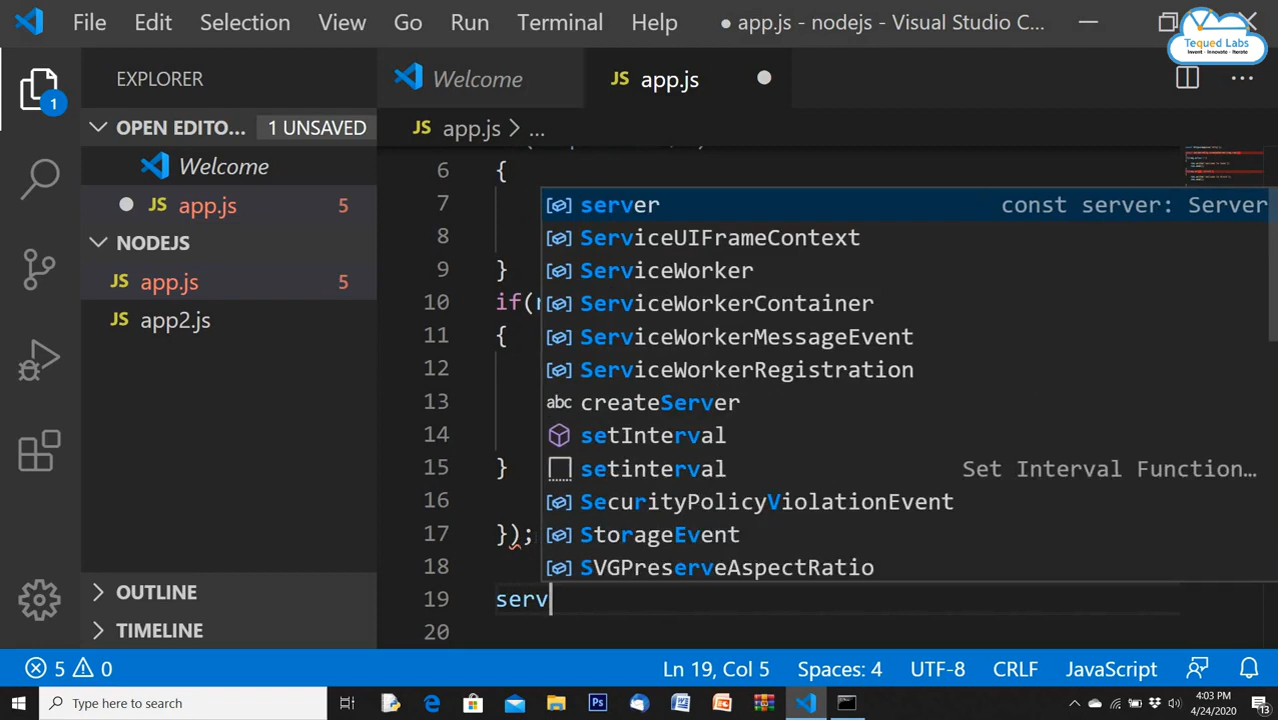 File Edit Selection View Go Run Terminal Help ● app.js - nodejs - Visual Studio C...
Tequed Labs
Invent - Innovate - Iterate
EXPLORER
Welcome
JS app.js
1
OPEN EDITO... 1 UNSAVED
JS app.js > ...
Welcome
JS app.js 5
NODEJS
JS app.js 5
JS app2.js
OUTLINE
TIMELINE
6 {
7
8
9 }
10 if(
11 {
12
13
14
15 }
16
17 });
18
19 serv
20
server const server: Server
ServiceUIFrameContext
ServiceWorker
ServiceWorkerContainer
ServiceWorkerMessageEvent
ServiceWorkerRegistration
abc createServer
setInterval
setinterval Set Interval Function...
SecurityPolicyViolationEvent
StorageEvent
SVGPreserveAspectRatio
5 0 Ln 19, Col 5 Spaces: 4 UTF-8 CRLF JavaScript
Type here to search
4:03 PM
4/24/2020
13